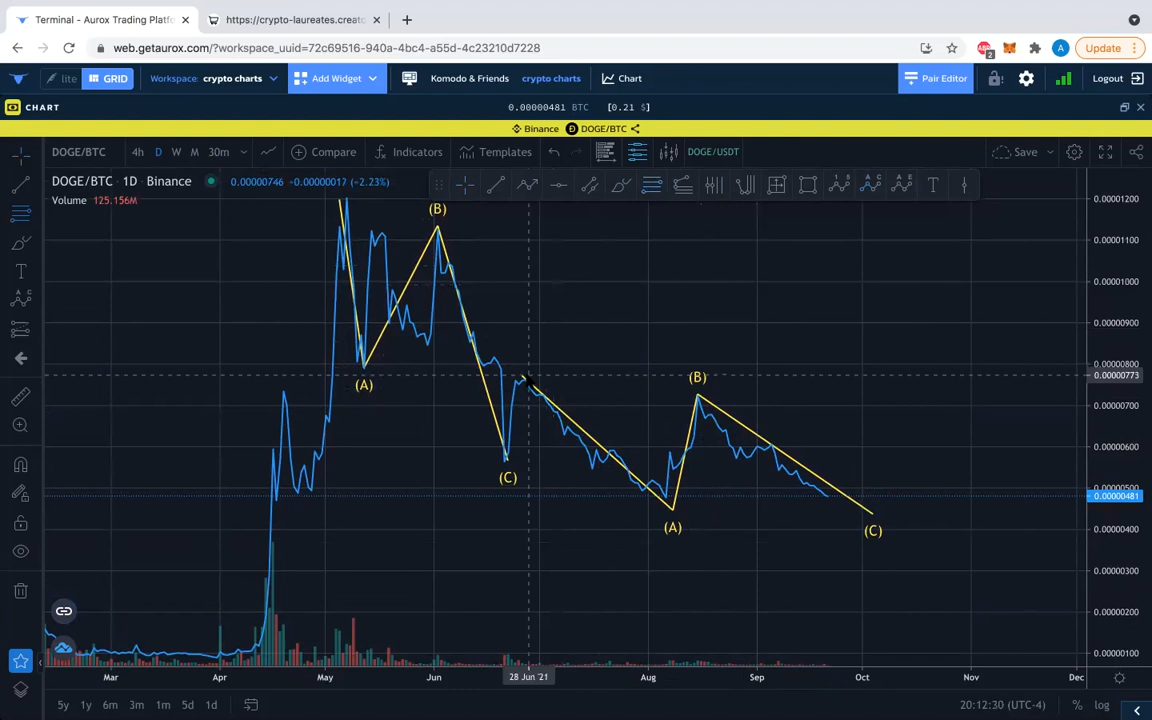 Terminal - Aurox Trading Platfo
https://crypto-laureates.creato
web.getaurox.com/?workspace_uuid=72c69516-940a-4bc4-a55d-4c23210d7228
2
A
Update
lite
GRID
Workspace: crypto charts
Add Widget
Komodo & Friends
crypto charts
Chart
Pair Editor
Logout
CHART
0.00000481 BTC [0.21 $]
Binance DOGE/BTC
DOGE/BTC
4h D W M 30m
Compare
Indicators
Templates
DOGE/USDT
Save
DOGE/BTC · 1D · Binance
0.00000746 -0.00000017 (-2.23%)
Volume 125.156M
(B)
(A)
(C)
(B)
(A)
(C)
0.00001200
0.00001100
0.00001000
0.00000900
0.00000800
0.00000773
0.00000700
0.00000600
0.00000500
0.00000481
0.00000400
0.00000300
0.00000200
0.00000100
Mar
Apr
May
Jun
28 Jun '21
Aug
Sep
Oct
Nov
Dec
5y 1y 6m 3m 1m 5d 1d
20:12:30 (UTC-4)
%
log